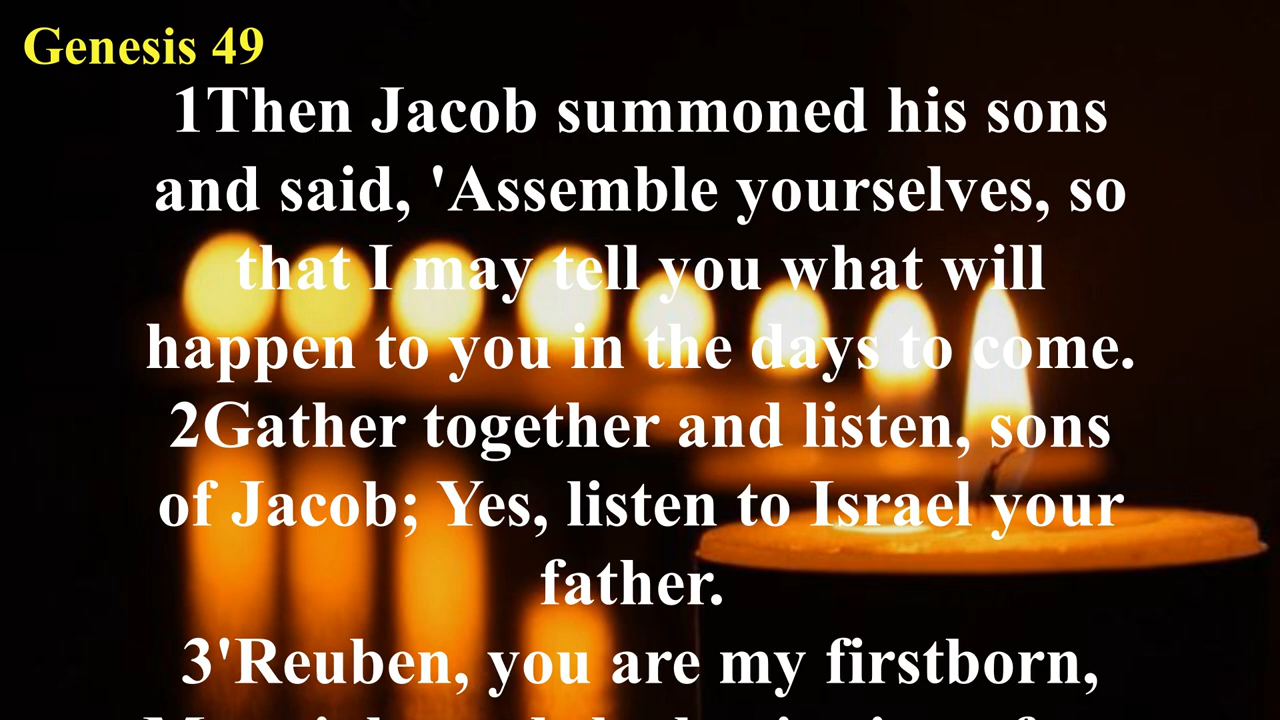 Genesis 49
1Then Jacob summoned his sons
and said, 'Assemble yourselves, so
that I may tell you what will
happen to you in the days to come.
2Gather together and listen, sons
of Jacob; Yes, listen to Israel your
father.
3'Reuben, you are my firstborn,